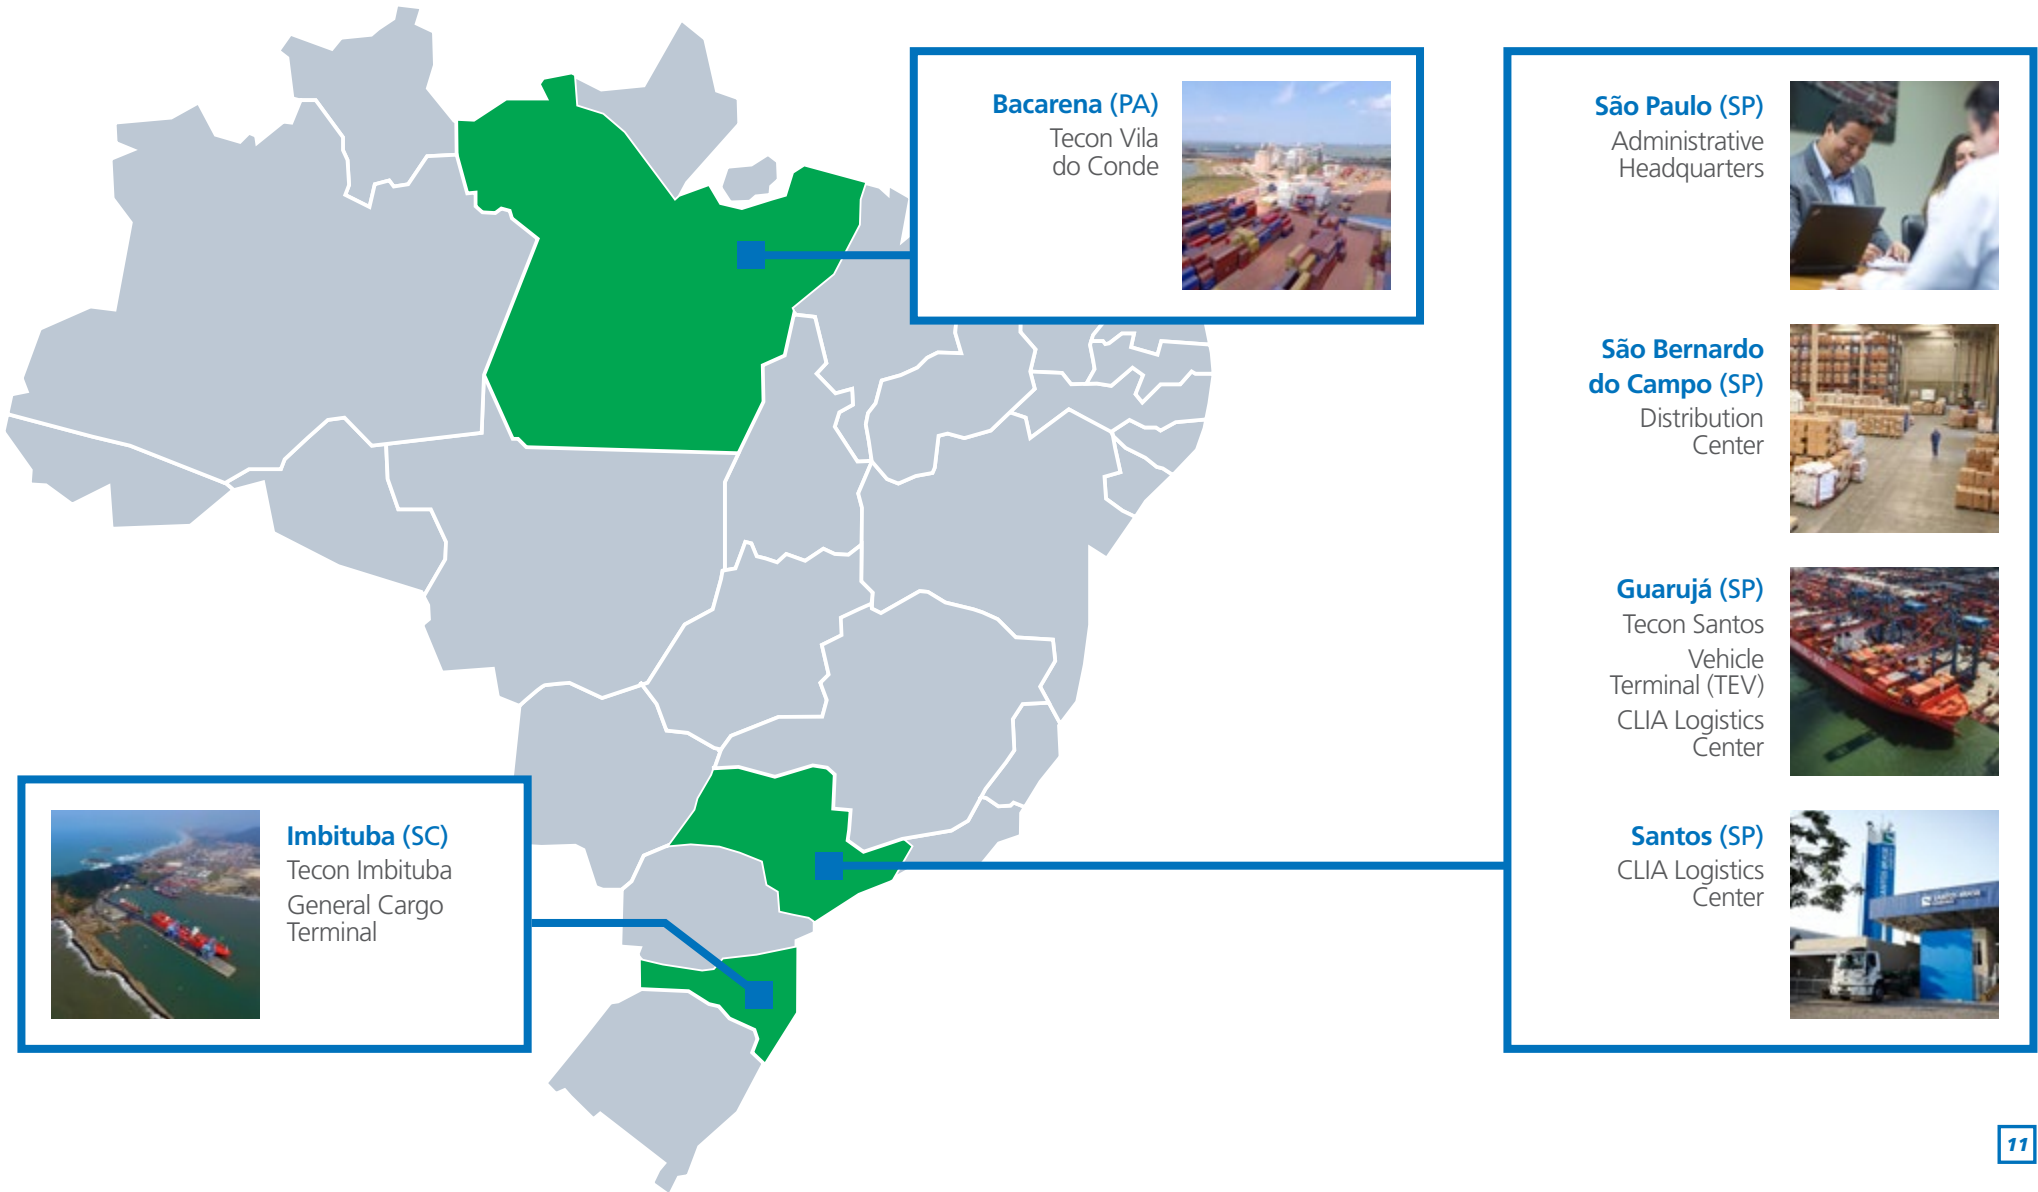 Bacarena (PA)
Tecon Vila
do Conde
São Paulo (SP)
Administrative
Headquarters
São Bernardo
do Campo (SP)
Distribution
Center
Guarujá (SP)
Tecon Santos
Vehicle
Terminal (TEV)
CLIA Logistics
Center
Santos (SP)
CLIA Logistics
Center
Imbituba (SC)
Tecon Imbituba
General Cargo
Terminal
11